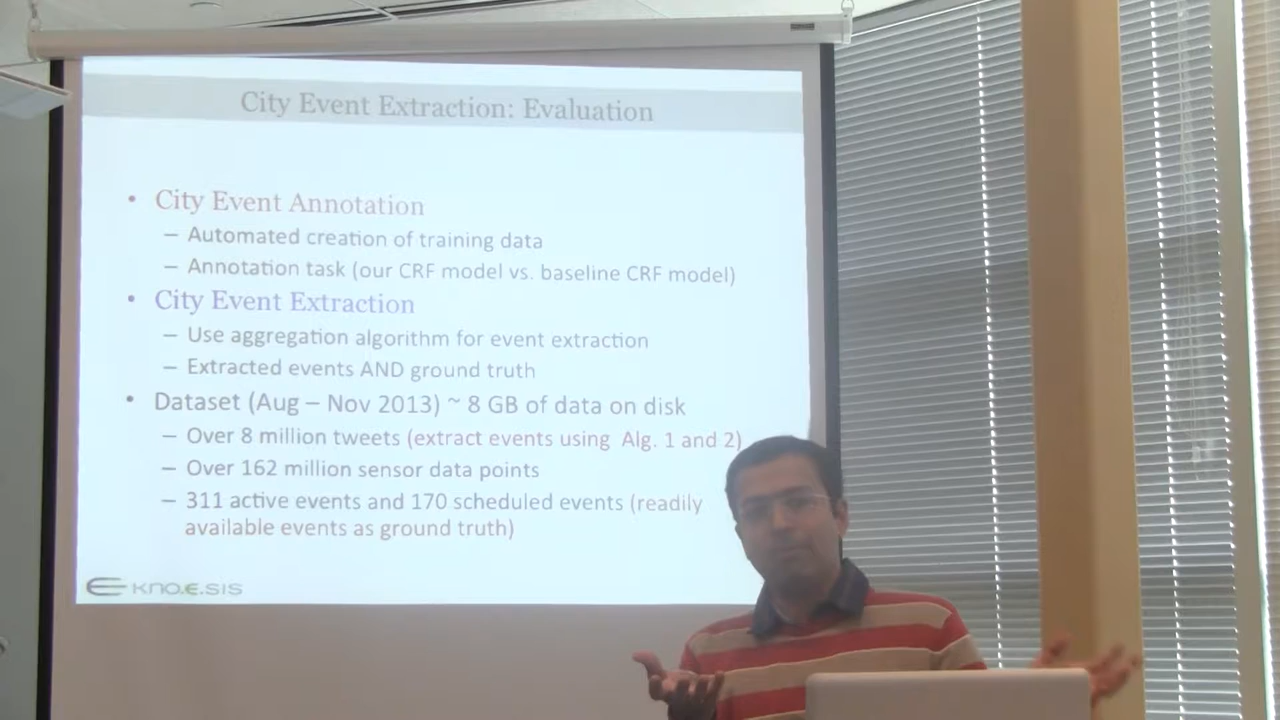 City Event Extraction: Evaluation
• City Event Annotation
– Automated creation of training data
– Annotation task (our CRF model vs. baseline CRF model)
• City Event Extraction
– Use aggregation algorithm for event extraction
– Extracted events AND ground truth
• Dataset (Aug – Nov 2013) ~ 8 GB of data on disk
– Over 8 million tweets (extract events using Alg. 1 and 2)
– Over 162 million sensor data points
– 311 active events and 170 scheduled events (readily
available events as ground truth)
kno.e.sis